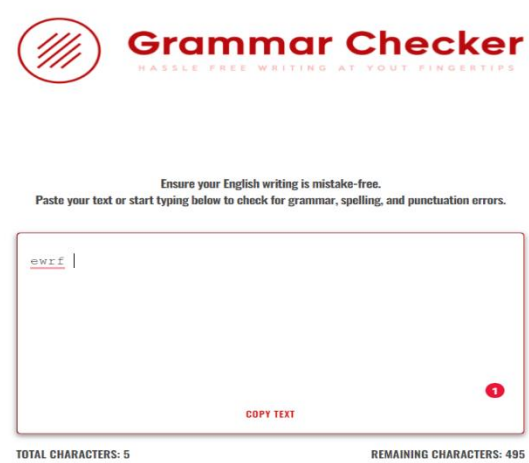 Grammar Checker
HASSLE FREE WRITING AT YOUT FINGERTIPS
Ensure your English writing is mistake-free.
Paste your text or start typing below to check for grammar, spelling, and punctuation errors.
ewrf
1
COPY TEXT
TOTAL CHARACTERS: 5
REMAINING CHARACTERS: 495